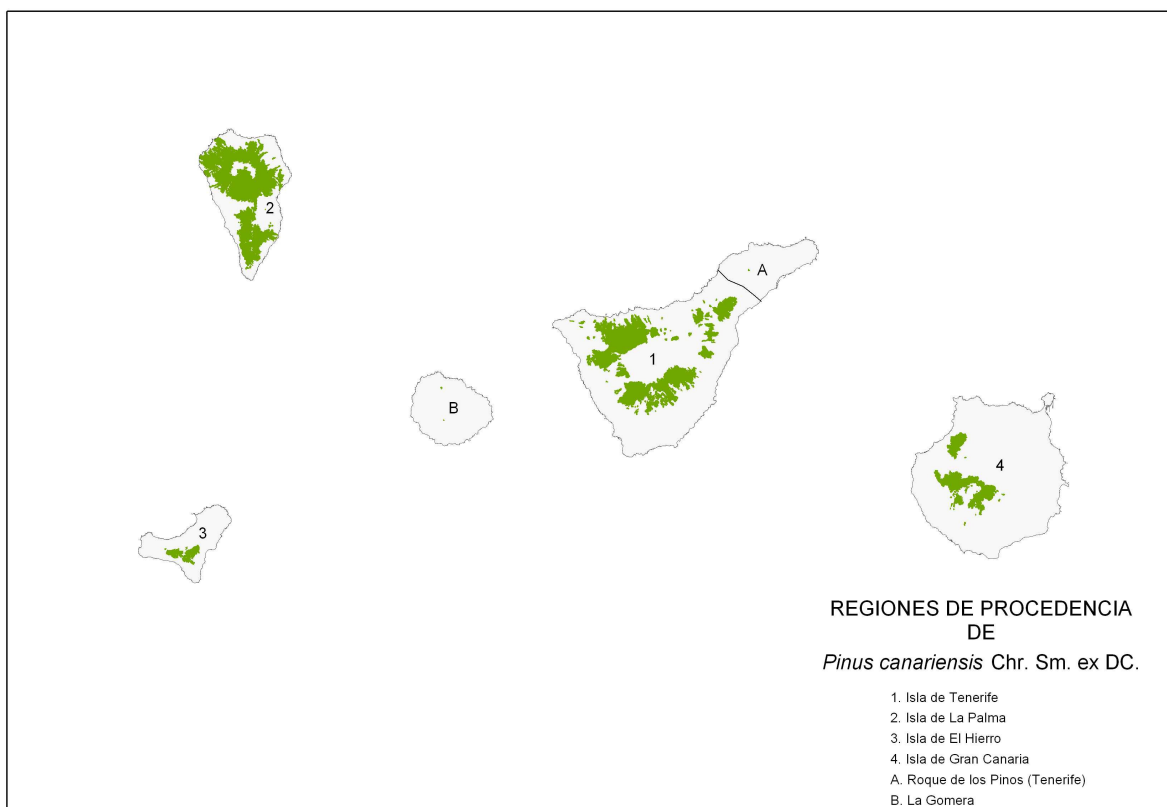 2
A
1
B
4
3
REGIONES DE PROCEDENCIA
DE
Pinus canariensis Chr. Sm. ex DC.
1. Isla de Tenerife
2. Isla de La Palma
3. Isla de El Hierro
4. Isla de Gran Canaria
A. Roque de los Pinos (Tenerife)
B. La Gomera